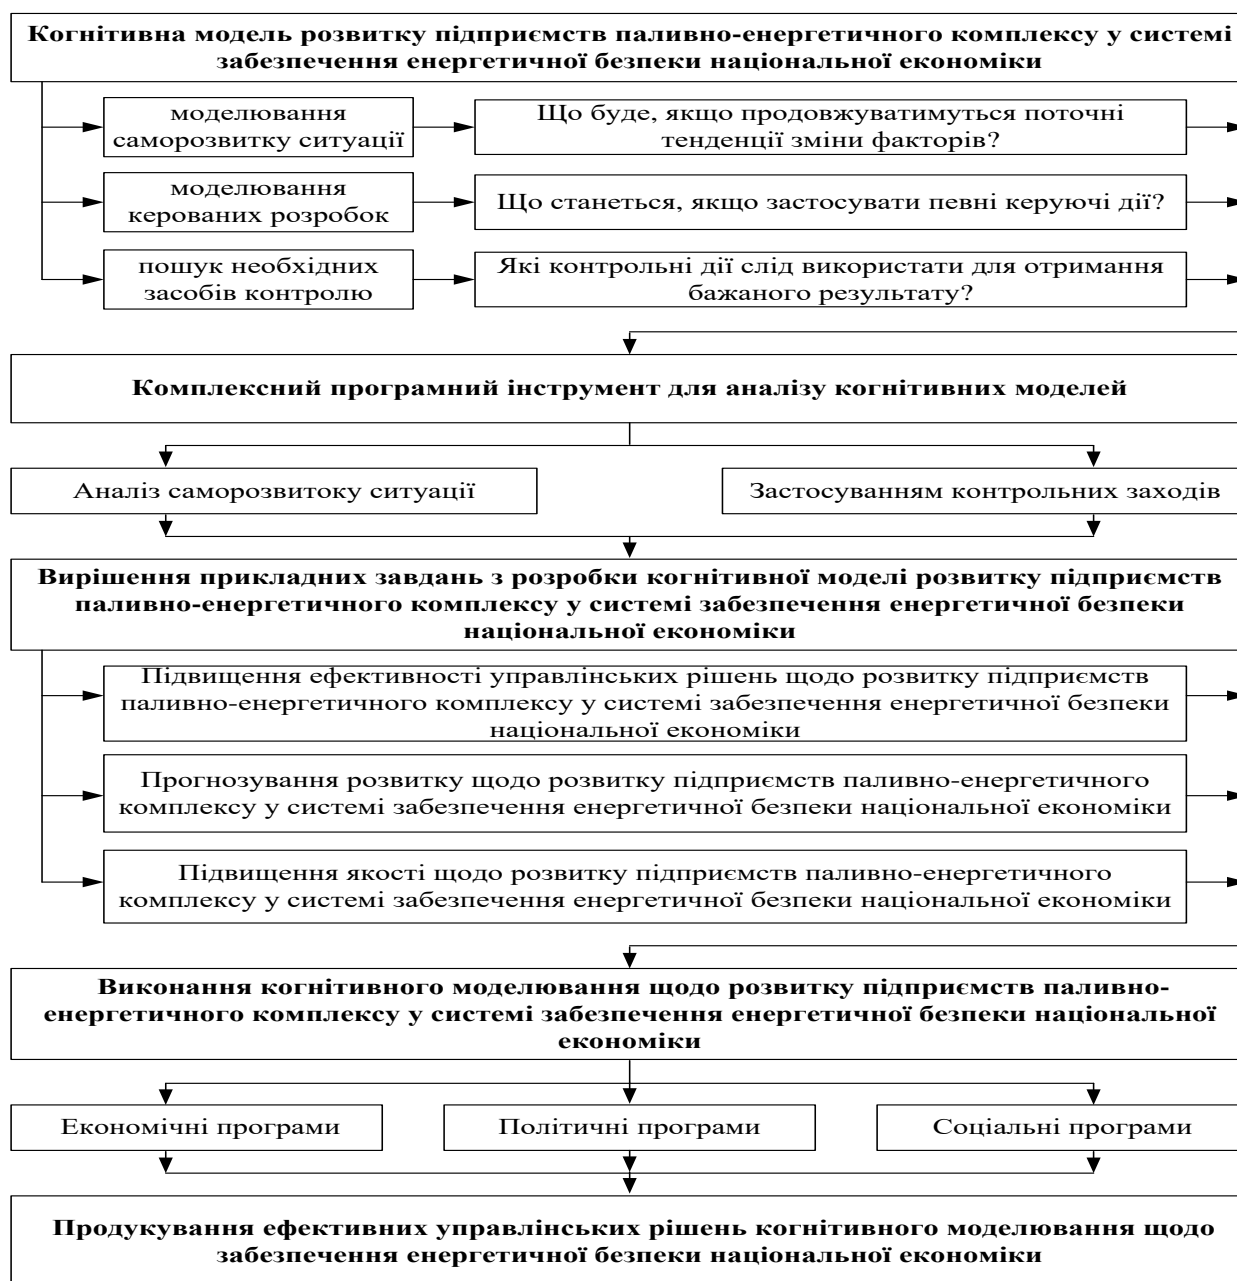 Когнітивна модель розвитку підприємств паливно-енергетичного комплексу у системі
забезпечення енергетичної безпеки національної економіки
моделювання
саморозвитку ситуації
Що буде, якщо продовжуватимуться поточні
тенденції зміни факторів?
моделювання
керованих розробок
Що станеться, якщо застосувати певні керуючі дії?
пошук необхідних
засобів контролю
Які контрольні дії слід використати для отримання
бажаного результату?
Комплексний програмний інструмент для аналізу когнітивних моделей
Аналіз саморозвитоку ситуації
Застосуванням контрольних заходів
Вирішення прикладних завдань з розробки когнітивної моделі розвитку підприємств
паливно-енергетичного комплексу у системі забезпечення енергетичної безпеки
національної економіки
Підвищення ефективності управлінських рішень щодо розвитку підприємств
паливно-енергетичного комплексу у системі забезпечення енергетичної безпеки
національної економіки
Прогнозування розвитку щодо розвитку підприємств паливно-енергетичного
комплексу у системі забезпечення енергетичної безпеки національної економіки
Підвищення якості щодо розвитку підприємств паливно-енергетичного
комплексу у системі забезпечення енергетичної безпеки національної економіки
Виконання когнітивного моделювання щодо розвитку підприємств паливно-
енергетичного комплексу у системі забезпечення енергетичної безпеки національної
економіки
Економічні програми
Політичні програми
Соціальні програми
Продукування ефективних управлінських рішень когнітивного моделювання щодо
забезпечення енергетичної безпеки національної економіки